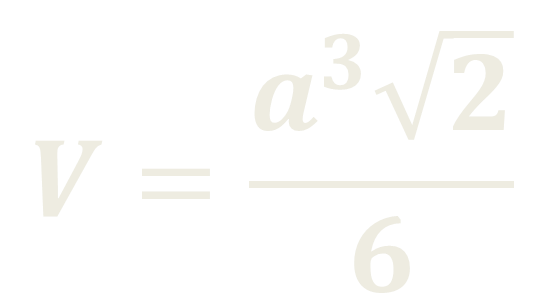 V = a³√2 / 6